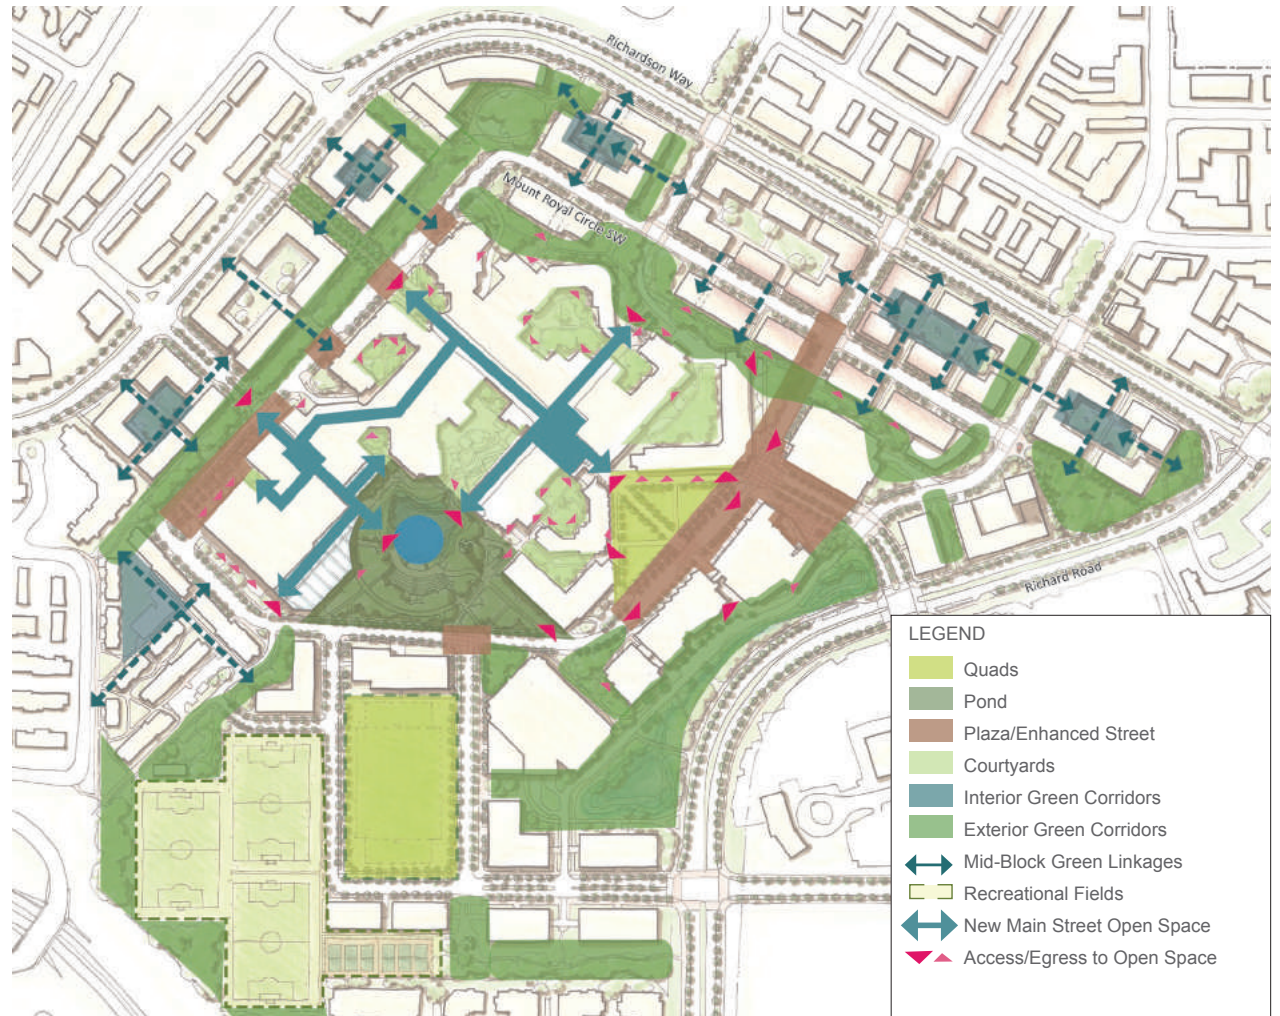 Richardson Way
Mount Royal Circle SW
Richard Road
LEGEND
Quads
Pond
Plaza/Enhanced Street
Courtyards
Interior Green Corridors
Exterior Green Corridors
Mid-Block Green Linkages
Recreational Fields
New Main Street Open Space
Access/Egress to Open Space